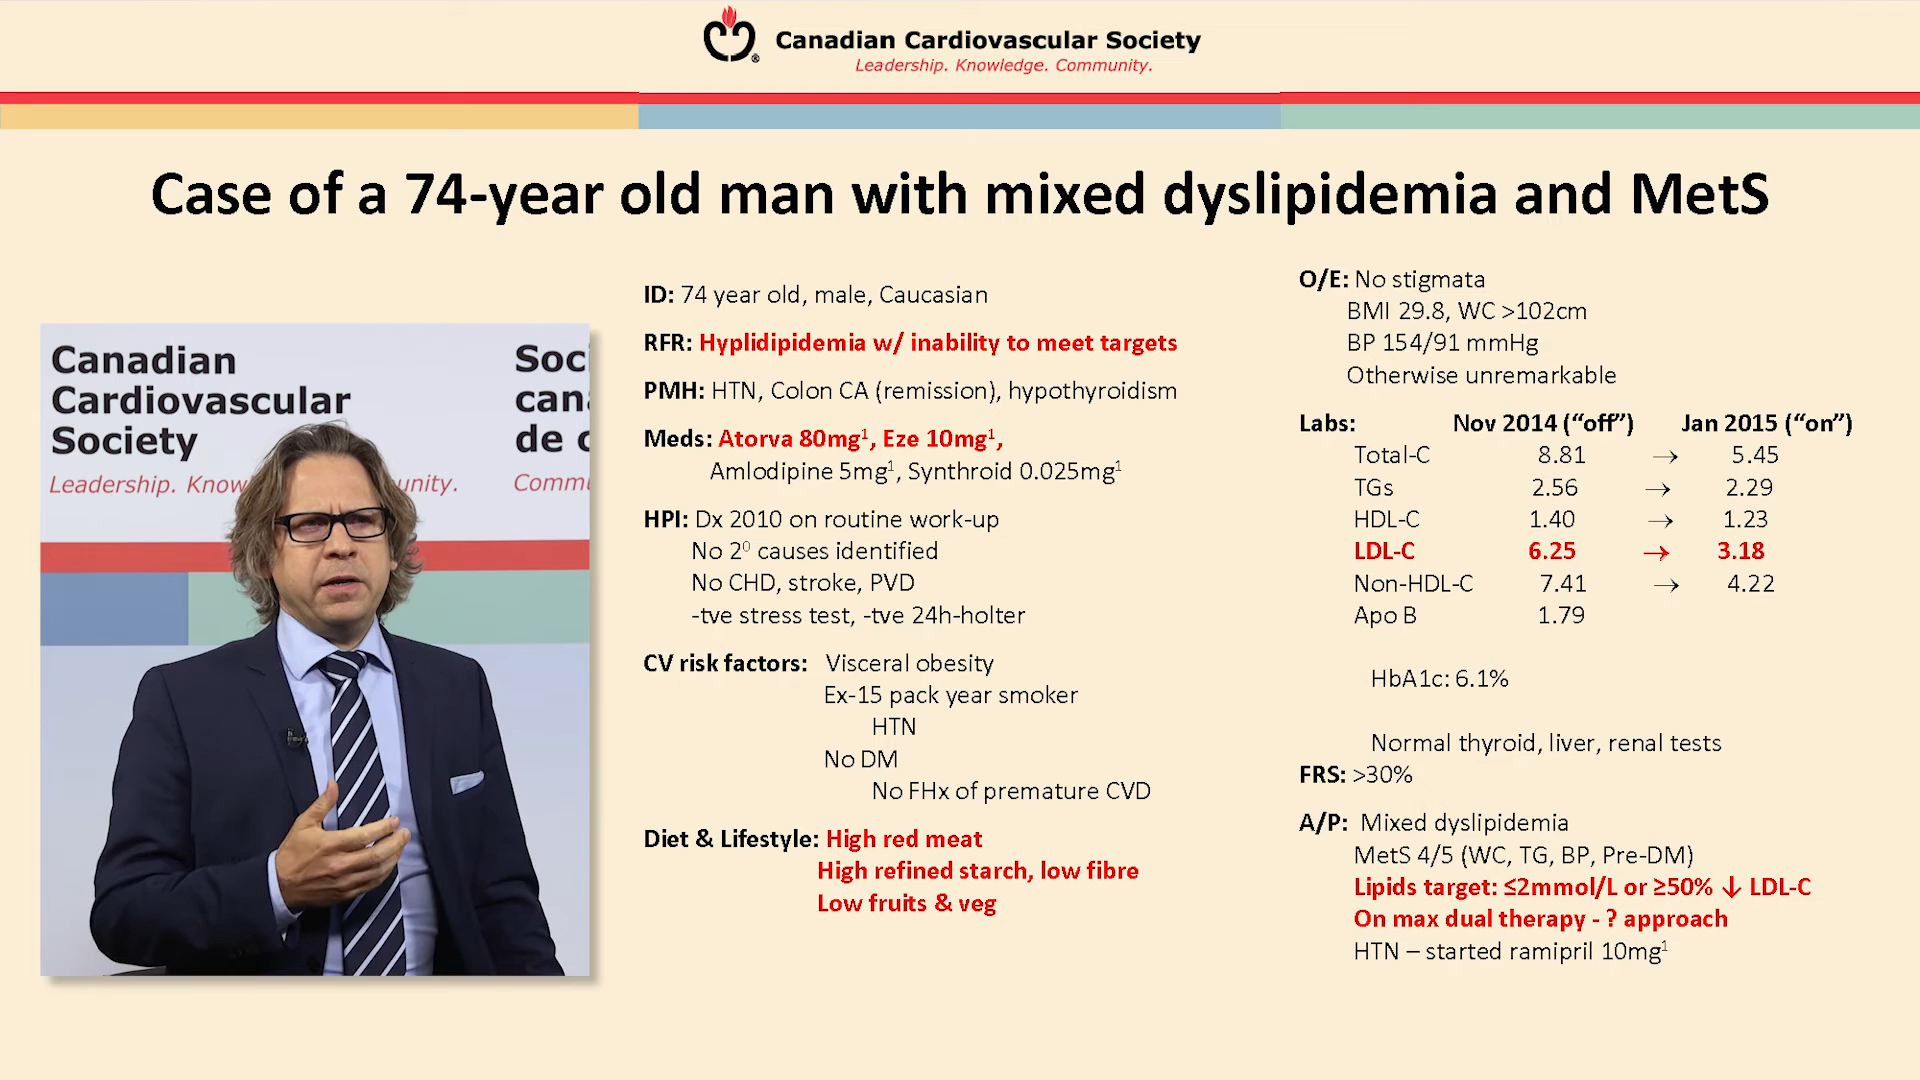 Canadian Cardiovascular Society
Leadership. Knowledge. Community.
Case of a 74-year old man with mixed dyslipidemia and MetS
Canadian
Cardiovascular
Society
Leadership. Know unity.
Soci
can
de c
Comm
ID: 74 year old, male, Caucasian
RFR: Hyplidipidemia w/ inability to meet targets
PMH: HTN, Colon CA (remission), hypothyroidism
Meds: Atorva 80mg¹, Eze 10mg¹,
Amlodipine 5mg¹, Synthroid 0.025mg¹
HPI: Dx 2010 on routine work-up
No 2⁰ causes identified
No CHD, stroke, PVD
-tve stress test, -tve 24h-holter
CV risk factors: Visceral obesity
Ex-15 pack year smoker
HTN
No DM
No FHx of premature CVD
Diet & Lifestyle: High red meat
High refined starch, low fibre
Low fruits & veg
O/E: No stigmata
BMI 29.8, WC >102cm
BP 154/91 mmHg
Otherwise unremarkable
Labs: Nov 2014 (“off”) Jan 2015 (“on”)
Total-C 8.81 → 5.45
TGs 2.56 → 2.29
HDL-C 1.40 → 1.23
LDL-C 6.25 → 3.18
Non-HDL-C 7.41 → 4.22
Apo B 1.79
HbA1c: 6.1%
Normal thyroid, liver, renal tests
FRS: >30%
A/P: Mixed dyslipidemia
MetS 4/5 (WC, TG, BP, Pre-DM)
Lipids target: ≤2mmol/L or ≥50% ↓ LDL-C
On max dual therapy - ? approach
HTN – started ramipril 10mg¹